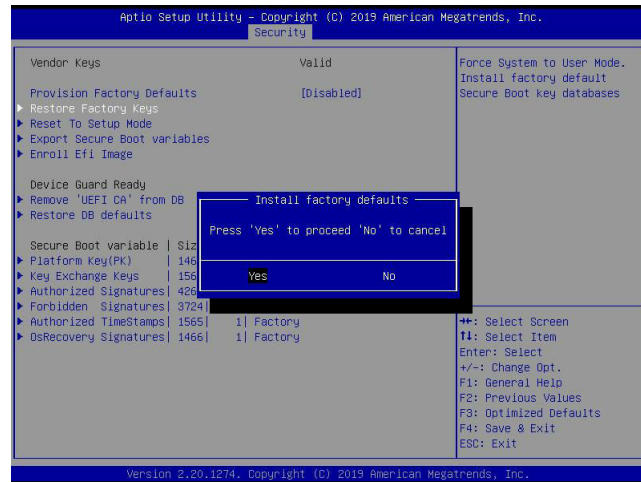 Aptio Setup Utility – Copyright (C) 2019 American Megatrends, Inc.
Security
Vendor Keys Valid
Provision Factory Defaults [Disabled]
Restore Factory Keys
Reset To Setup Mode
Export Secure Boot variables
Enroll Efi Image
Device Guard Ready
Remove 'UEFI CA' from DB
Restore DB defaults
Secure Boot variable | Siz
Platform Key(PK) | 146
Key Exchange Keys | 156
Authorized Signatures| 426
Forbidden Signatures| 3724|
Authorized TimeStamps| 1565| 1| Factory
OsRecovery Signatures| 1466| 1| Factory
Install factory defaults
Press 'Yes' to proceed 'No' to cancel
Yes No
Force System to User Mode.
Install factory default
Secure Boot key databases
→←: Select Screen
↑↓: Select Item
Enter: Select
+/-: Change Opt.
F1: General Help
F2: Previous Values
F3: Optimized Defaults
F4: Save & Exit
ESC: Exit
Version 2.20.1274. Copyright (C) 2019 American Megatrends, Inc.